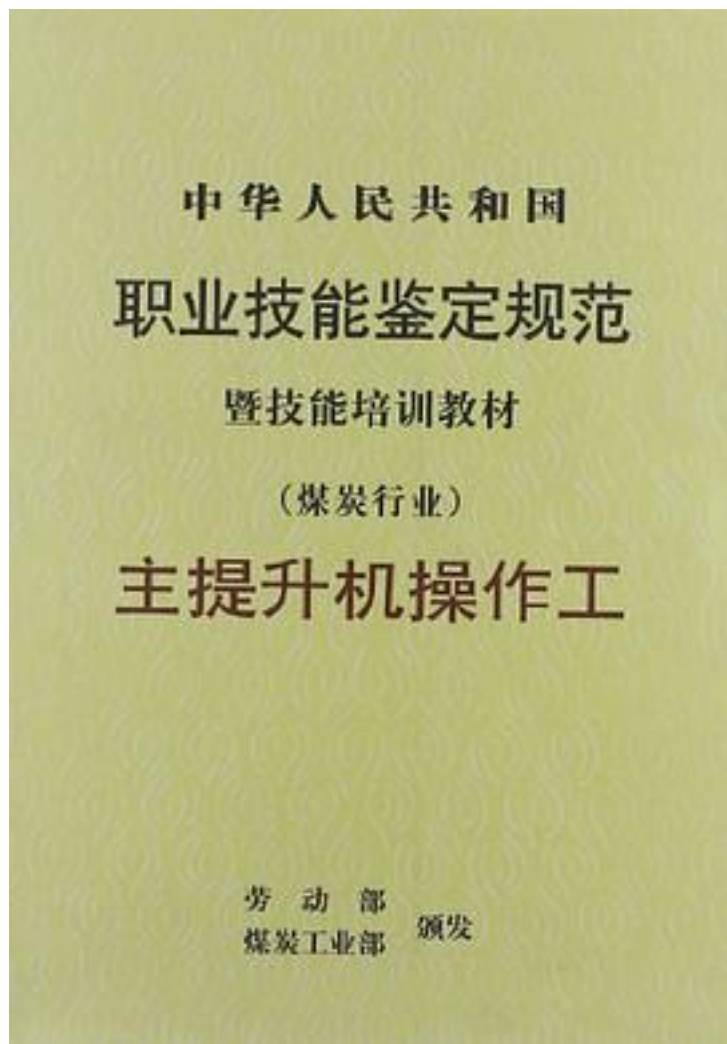 中华人民共和国
职业技能鉴定规范
暨技能培训教材
(煤炭行业)
主提升机操作工
劳动部
煤炭工业部
颁发